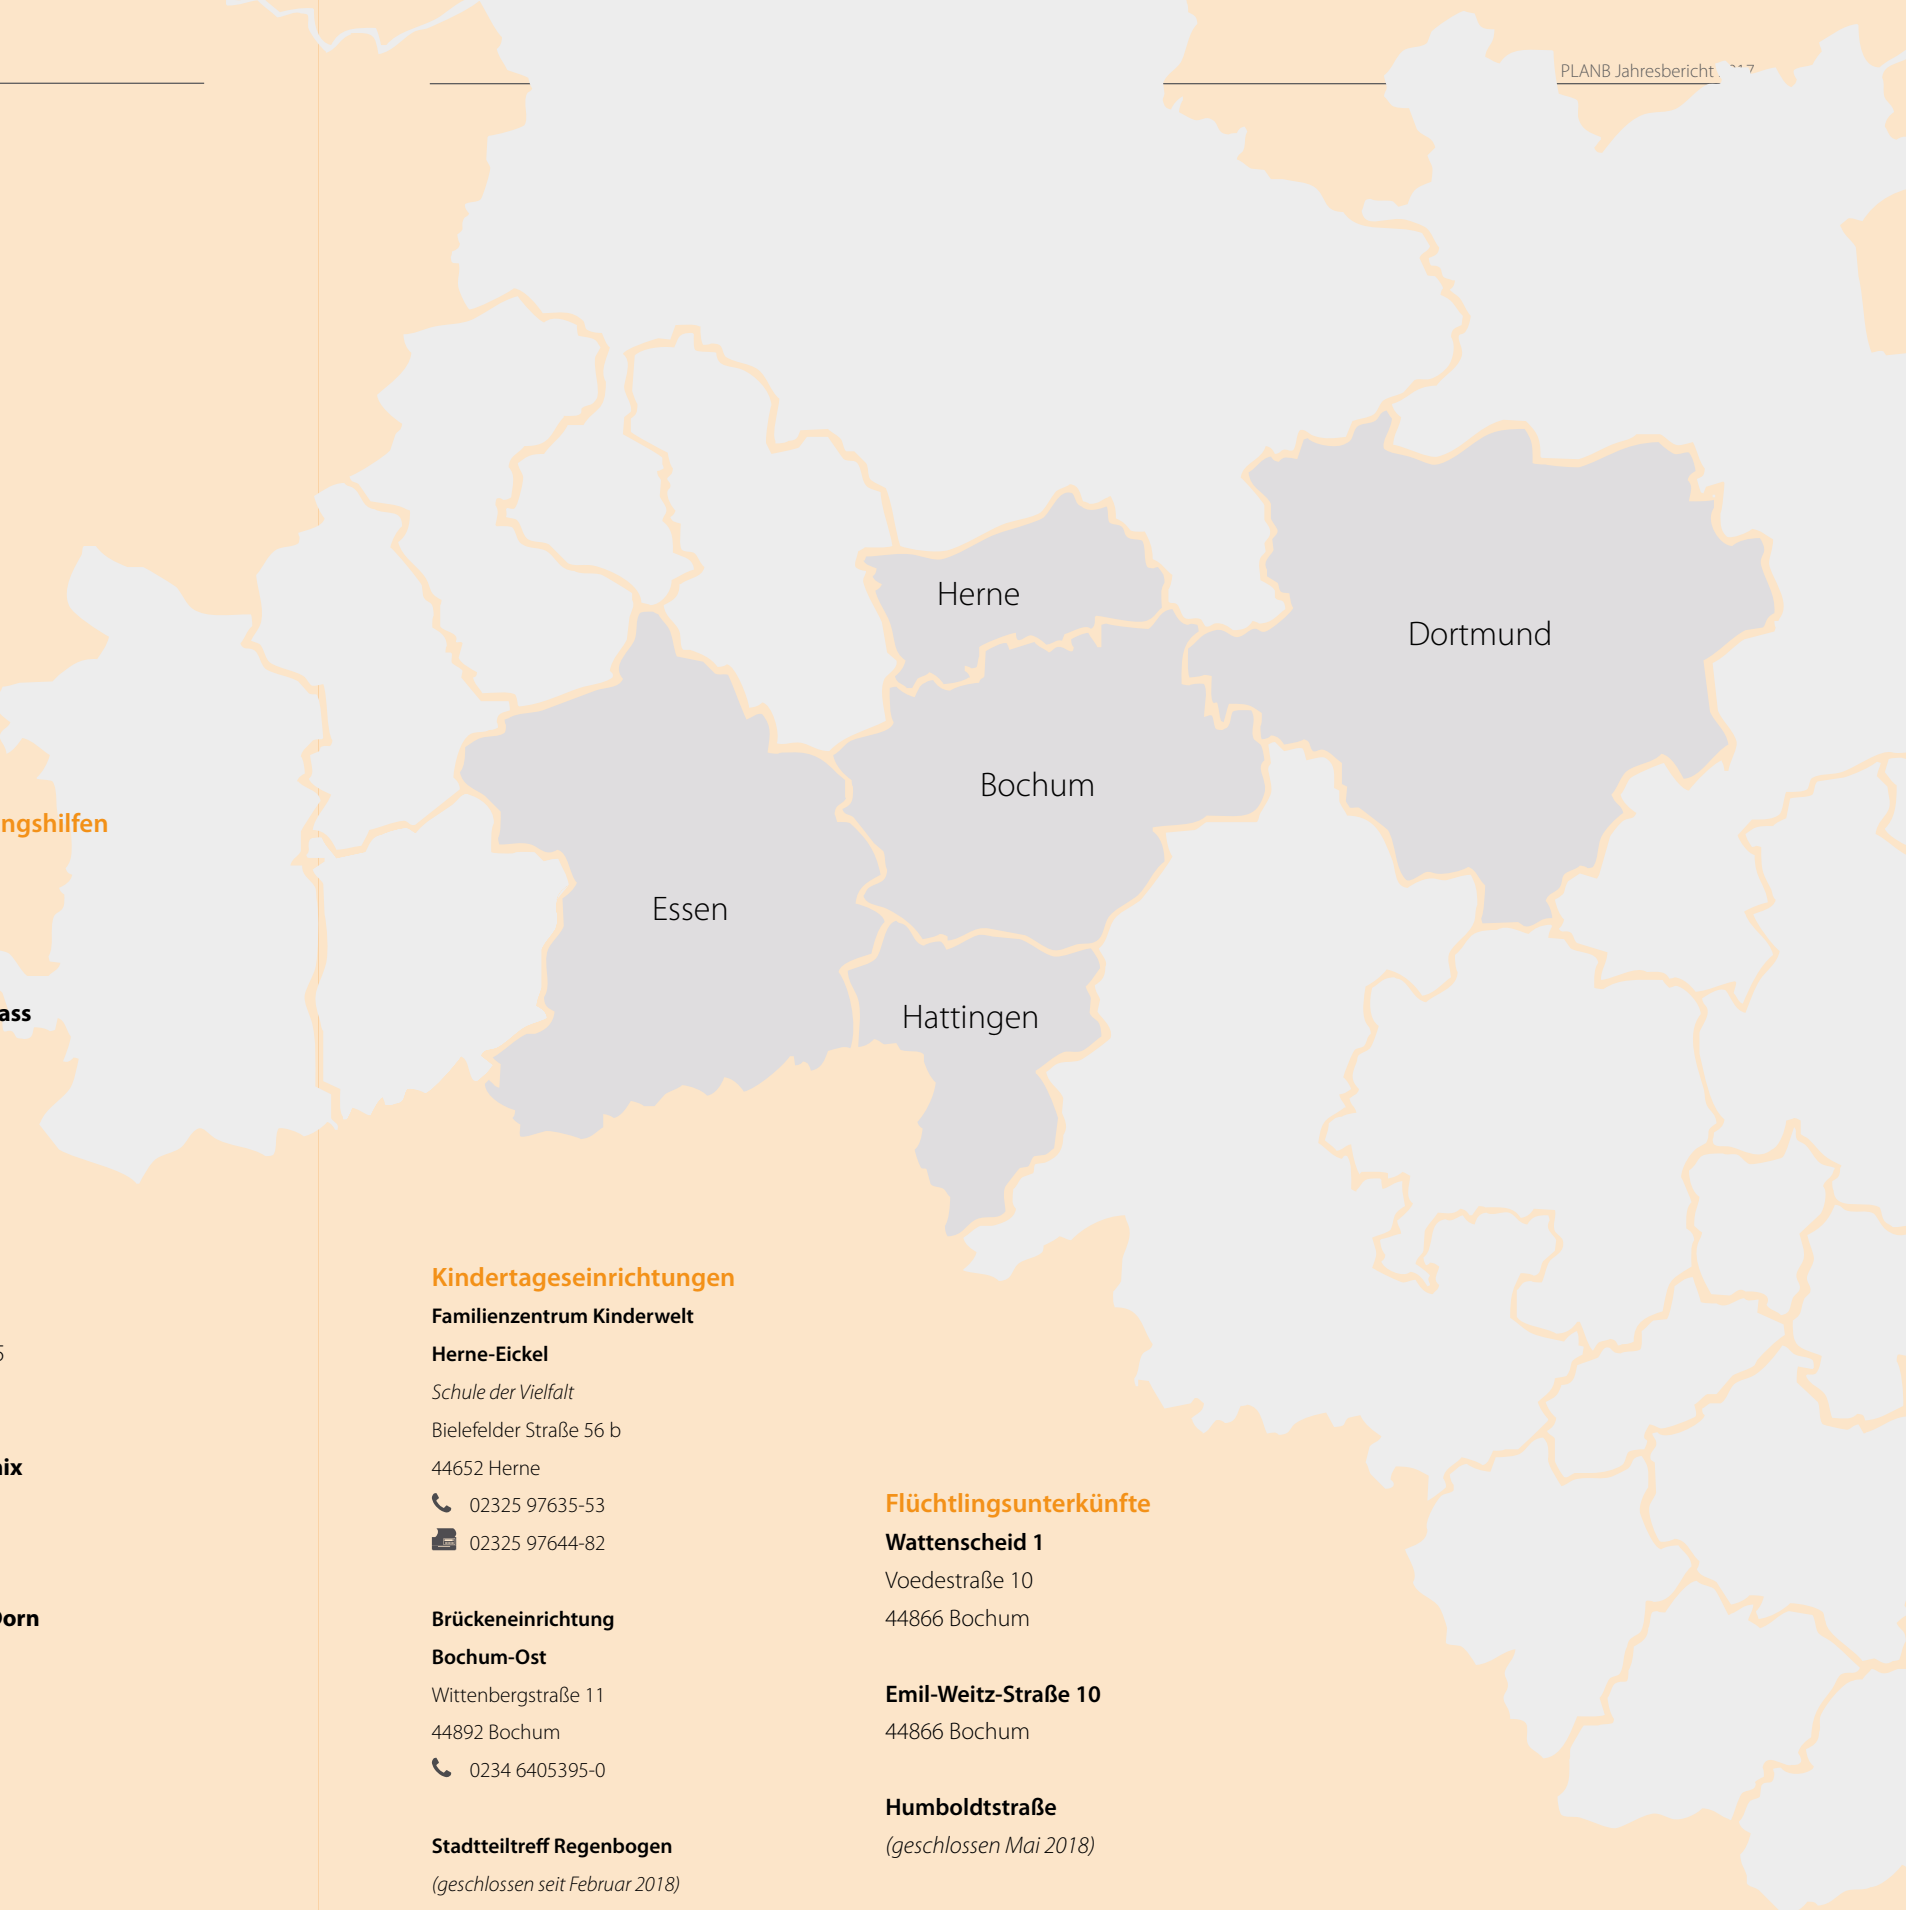 PLANB Jahresbericht 2017
Herne
Dortmund
Bochum
Essen
Hattingen
ngshilfen
ass
5
ix
Dorn
Kindertageseinrichtungen
Familienzentrum Kinderwelt
Herne-Eickel
Schule der Vielfalt
Bielefelder Straße 56 b
44652 Herne
02325 97635-53
02325 97644-82
Brückeneinrichtung
Bochum-Ost
Wittenbergstraße 11
44892 Bochum
0234 6405395-0
Stadtteiltreff Regenbogen
(geschlossen seit Februar 2018)
Flüchtlingsunterkünfte
Wattenscheid 1
Voedestraße 10
44866 Bochum
Emil-Weitz-Straße 10
44866 Bochum
Humboldtstraße
(geschlossen Mai 2018)